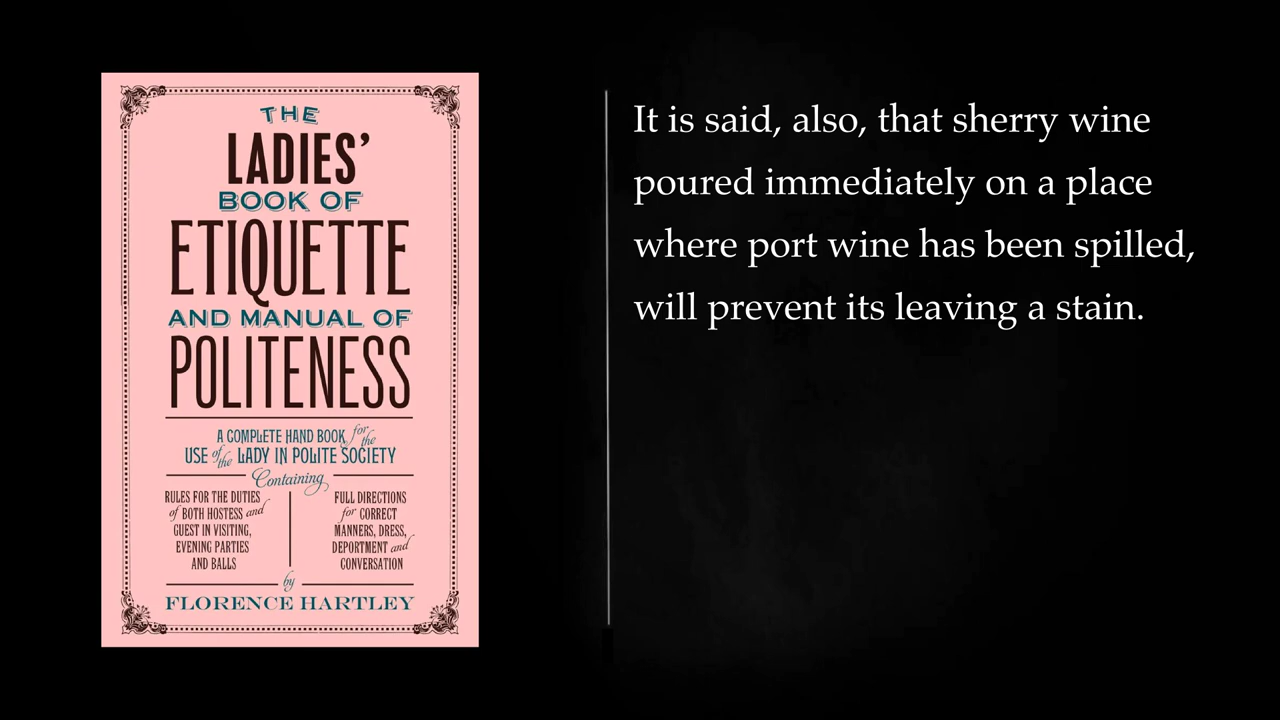 THE
LADIES'
BOOK OF
ETIQUETTE
AND MANUAL OF
POLITENESS
A COMPLETE HAND BOOK for the
USE of the LADY IN POLITE SOCIETY
Containing
RULES FOR THE DUTIES
of BOTH HOSTESS and
GUEST IN VISITING,
EVENING PARTIES
AND BALLS
FULL DIRECTIONS
for CORRECT
MANNERS, DRESS,
DEPORTMENT and
CONVERSATION
by
FLORENCE HARTLEY
It is said, also, that sherry wine
poured immediately on a place
where port wine has been spilled,
will prevent its leaving a stain.